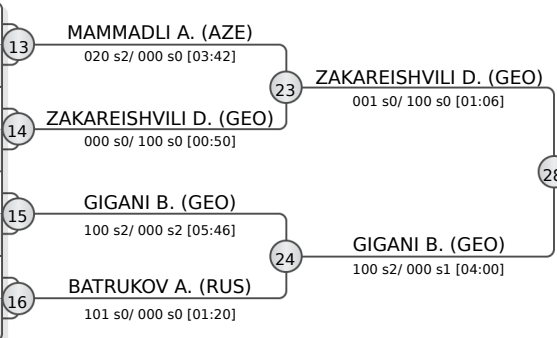 13
MAMMADLI A. (AZE)
020 s2/ 000 s0 [03:42]
23
ZAKAREISHVILI D. (GEO)
001 s0/ 100 s0 [01:06]
14
ZAKAREISHVILI D. (GEO)
000 s0/ 100 s0 [00:50]
28
15
GIGANI B. (GEO)
100 s2/ 000 s2 [05:46]
24
GIGANI B. (GEO)
100 s2/ 000 s1 [04:00]
16
BATRUKOV A. (RUS)
101 s0/ 000 s0 [01:20]